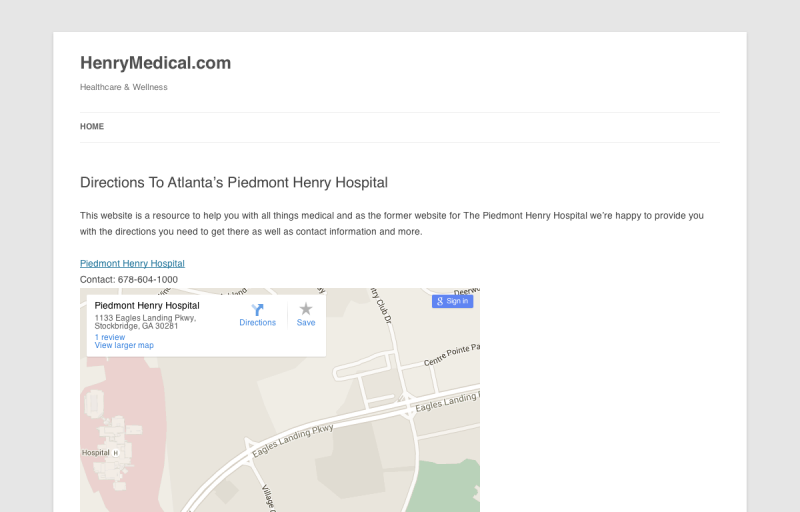 HenryMedical.com
Healthcare & Wellness
HOME
Directions To Atlanta's Piedmont Henry Hospital
This website is a resource to help you with all things medical and as the former website for The Piedmont Henry Hospital we're happy to provide you
with the directions you need to get there as well as contact information and more.
Piedmont Henry Hospital
Contact: 678-604-1000
Piedmont Henry Hospital
1133 Eagles Landing Pkwy,
Stockbridge, GA 30281
1 review
View larger map
Directions
Save
8 Sign in
Club Dr
Centre Pointe Pa
Eagles Landing
Eagles Landing Pkwy
Hospital H
Village